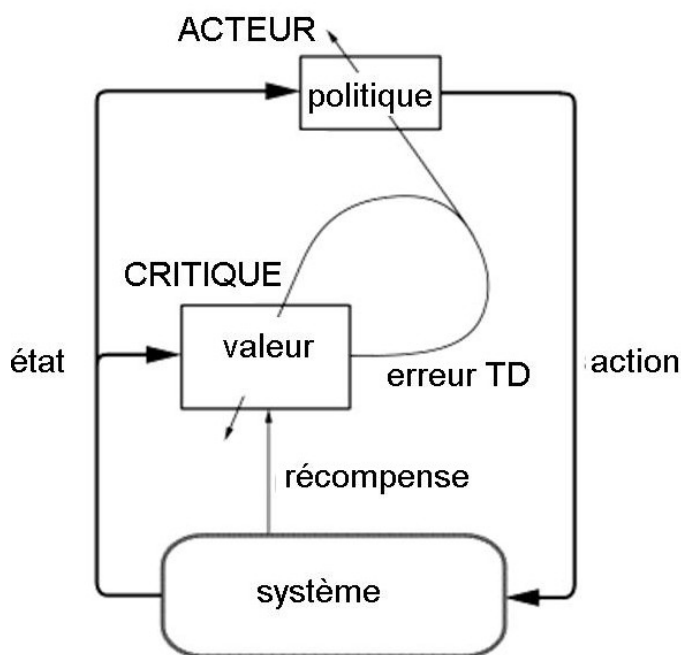 ACTEUR
politique
CRITIQUE
valeur
état
erreur TD
action
récompense
système